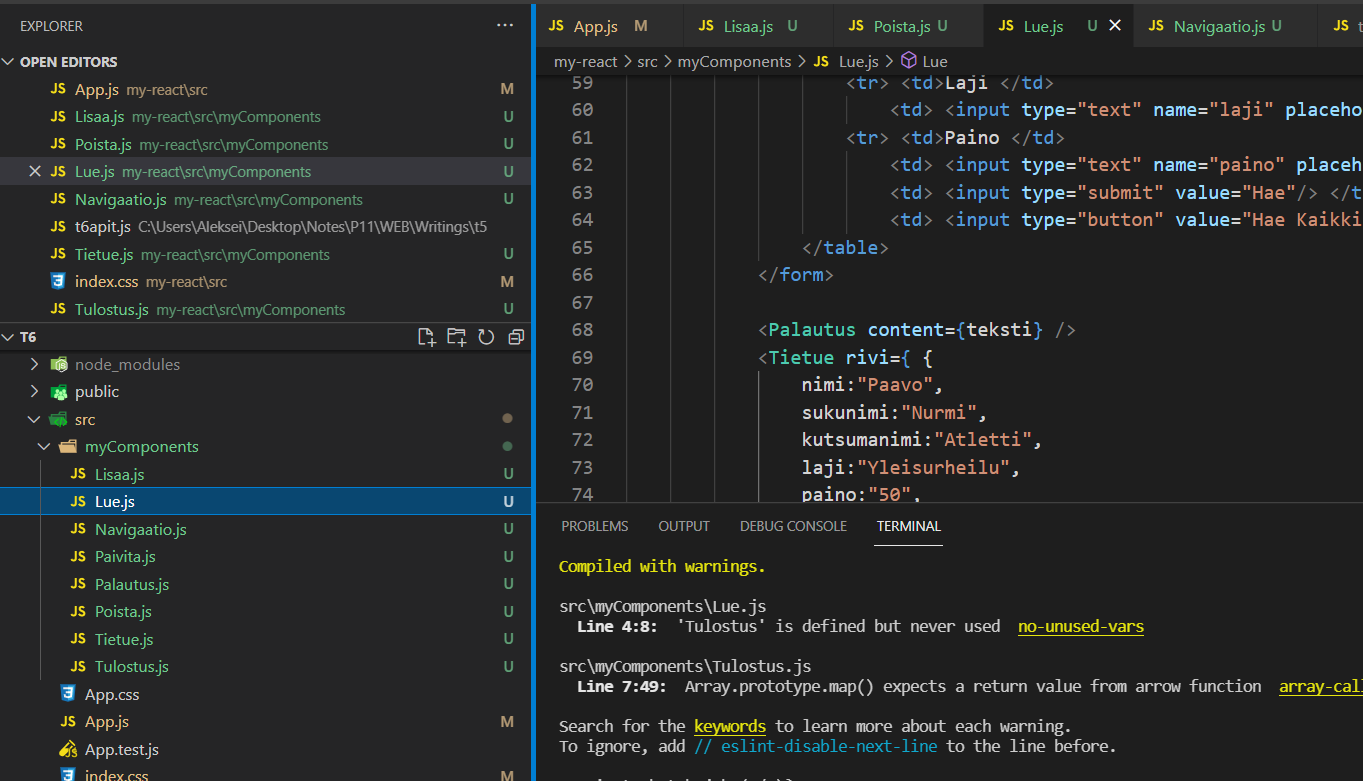 EXPLORER ...
OPEN EDITORS
JS App.js my-react\src M
JS Lisaa.js my-react\src\myComponents U
JS Poista.js my-react\src\myComponents U
JS Lue.js my-react\src\myComponents U
JS Navigaatio.js my-react\src\myComponents U
JS t6apit.js C:\Users\Aleksei\Desktop\Notes\P11\WEB\Writings\t5
JS Tietue.js my-react\src\myComponents U
index.css my-react\src M
JS Tulostus.js my-react\src\myComponents U
T6
node_modules
public
src
myComponents
JS Lisaa.js U
JS Lue.js U
JS Navigaatio.js U
JS Paivita.js U
JS Palautus.js U
JS Poista.js U
JS Tietue.js U
JS Tulostus.js U
App.css
JS App.js M
App.test.js
index.css M
JS App.js M JS Lisaa.js U JS Poista.js U JS Lue.js U JS Navigaatio.js U JS t
my-react > src > myComponents > JS Lue.js > Lue
59 <tr> <td>Laji </td>
60 <td> <input type="text" name="laji" placeho
61 <tr> <td>Paino </td>
62 <td> <input type="text" name="paino" placeh
63 <td> <input type="submit" value="Hae"/> </t
64 <td> <input type="button" value="Hae Kaikki
65 </table>
66 </form>
67
68 <Palautus content={teksti} />
69 <Tietue rivi={ {
70 nimi:"Paavo",
71 sukunimi:"Nurmi",
72 kutsumanimi:"Atletti",
73 laji:"Yleisurheilu",
74 paino:"50",
PROBLEMS OUTPUT DEBUG CONSOLE TERMINAL
Compiled with warnings.
src\myComponents\Lue.js
Line 4:8: 'Tulostus' is defined but never used no-unused-vars
src\myComponents\Tulostus.js
Line 7:49: Array.prototype.map() expects a return value from arrow function array-call
Search for the keywords to learn more about each warning.
To ignore, add // eslint-disable-next-line to the line before.